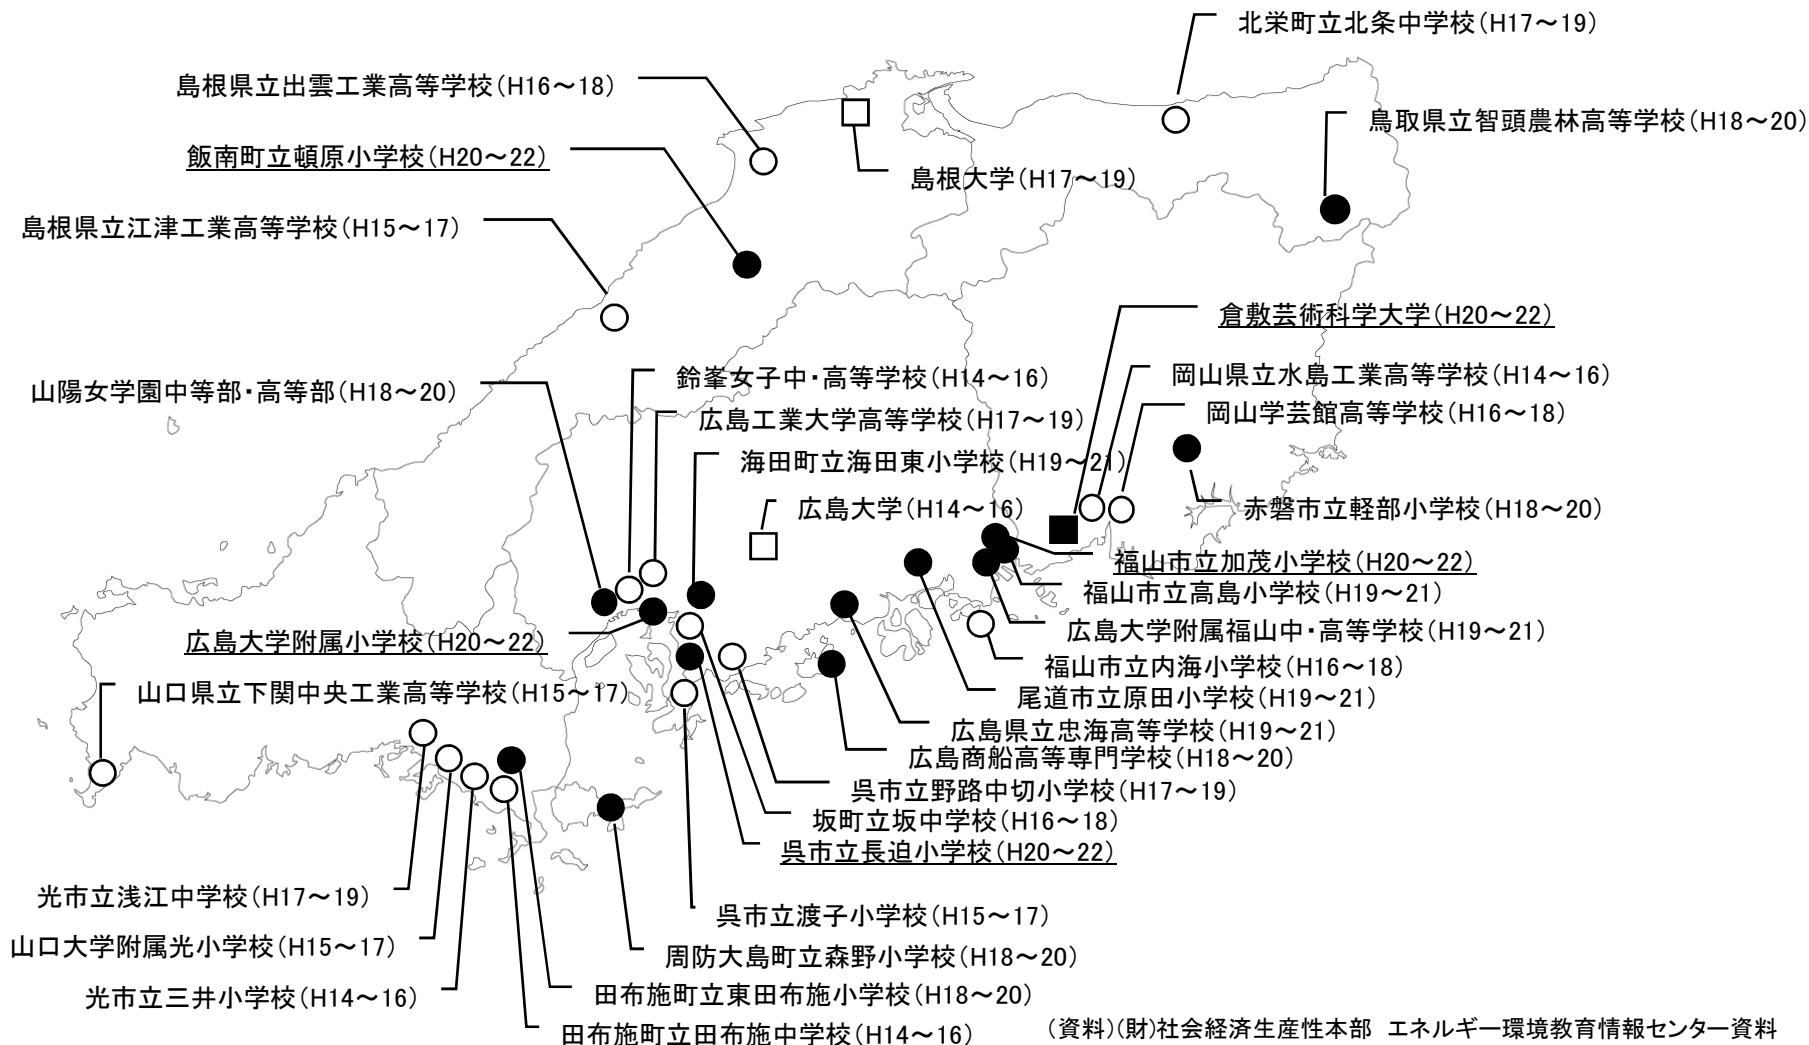 北栄町立北条中学校(H17～19)
島根県立出雲工業高等学校(H16～18)
鳥取県立智頭農林高等学校(H18～20)
飯南町立頓原小学校(H20～22)
島根大学(H17～19)
島根県立江津工業高等学校(H15～17)
倉敷芸術科学大学(H20～22)
山陽女学園中等部・高等部(H18～20)
鈴峯女子中・高等学校(H14～16)
岡山県立水島工業高等学校(H14～16)
広島工業大学高等学校(H17～19)
岡山学芸館高等学校(H16～18)
海田町立海田東小学校(H19～21)
広島大学(H14～16)
赤磐市立軽部小学校(H18～20)
福山市立加茂小学校(H20～22)
福山市立高島小学校(H19～21)
広島大学附属福山中・高等学校(H19～21)
広島大学附属小学校(H20～22)
福山市立内海小学校(H16～18)
山口県立下関中央工業高等学校(H15～17)
尾道市立原田小学校(H19～21)
広島県立忠海高等学校(H19～21)
広島商船高等専門学校(H18～20)
呉市立野路中切小学校(H17～19)
坂町立坂中学校(H16～18)
呉市立長迫小学校(H20～22)
光市立浅江中学校(H17～19)
呉市立渡子小学校(H15～17)
山口大学附属光小学校(H15～17)
周防大島町立森野小学校(H18～20)
光市立三井小学校(H14～16)
田布施町立東田布施小学校(H18～20)
田布施町立田布施中学校(H14～16)
(資料)(財)社会経済生産性本部 エネルギー環境教育情報センター資料